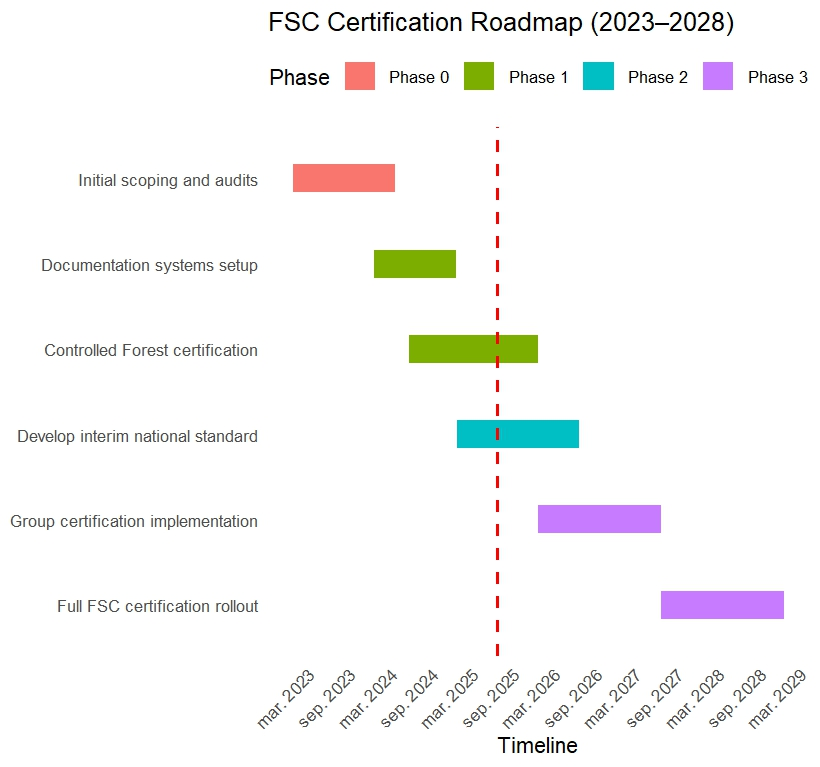 FSC Certification Roadmap (2023–2028)
Phase Phase 0 Phase 1 Phase 2 Phase 3
Initial scoping and audits
Documentation systems setup
Controlled Forest certification
Develop interim national standard
Group certification implementation
Full FSC certification rollout
mar. 2023 sep. 2023 mar. 2024 sep. 2024 mar. 2025 sep. 2025 mar. 2026 sep. 2026 mar. 2027 sep. 2027 mar. 2028 sep. 2028 mar. 2029
Timeline